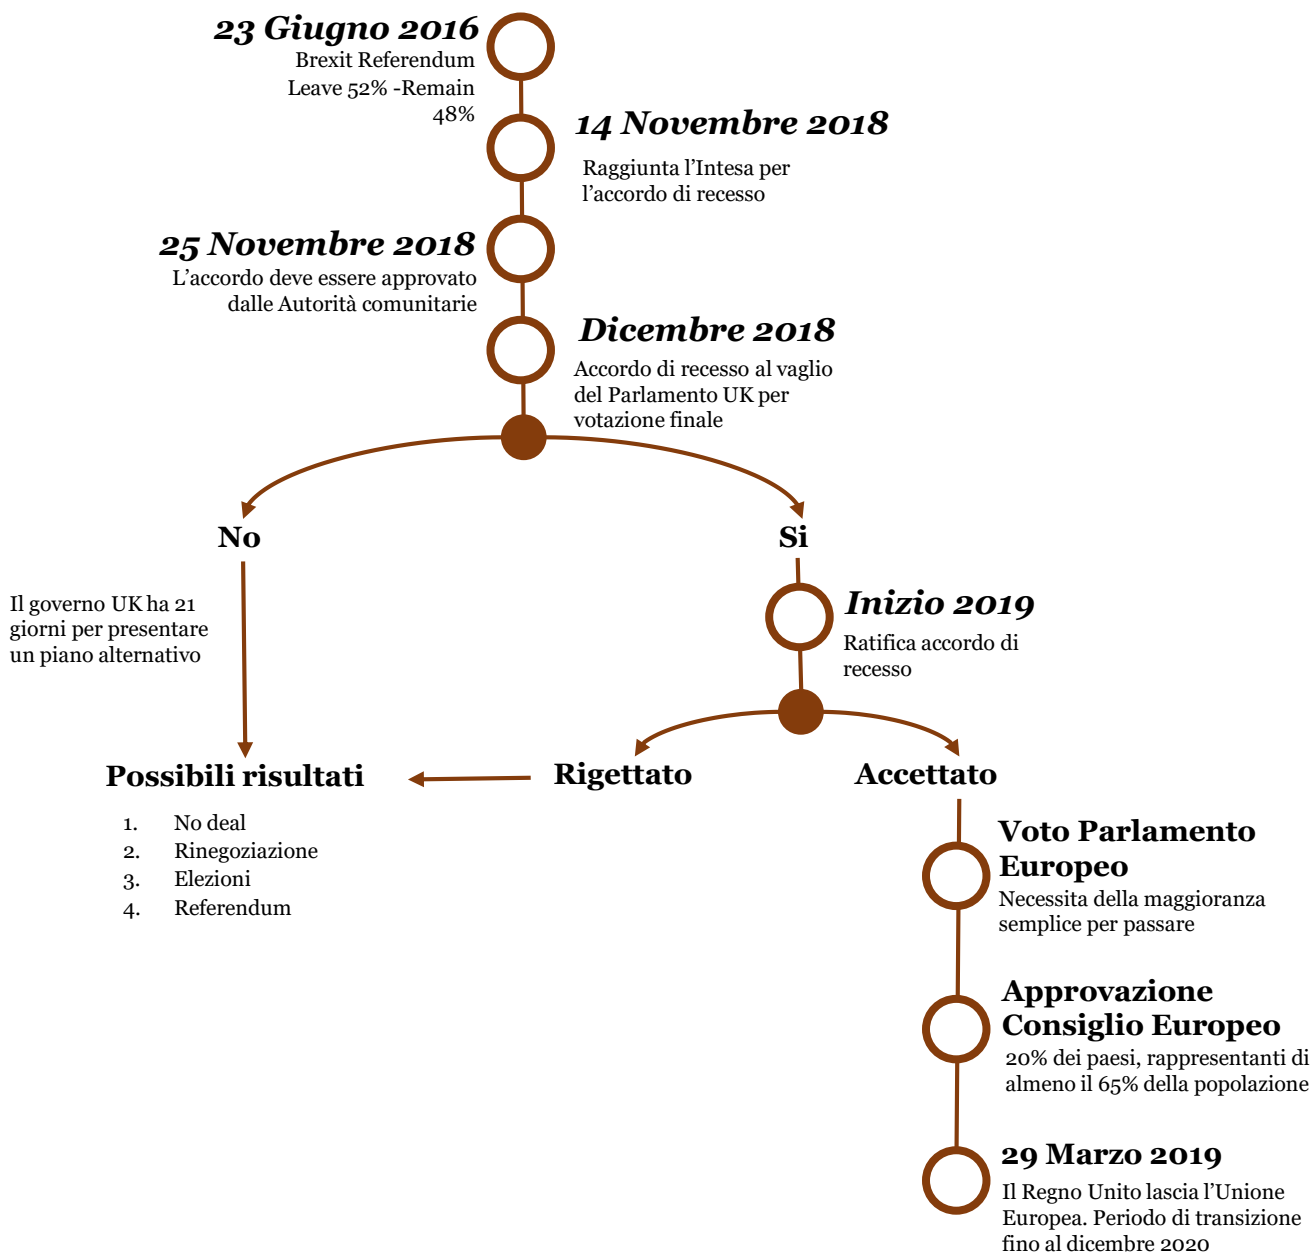 23 Giugno 2016
Brexit Referendum
Leave 52% -Remain
48%
14 Novembre 2018
Raggiunta l’Intesa per
l’accordo di recesso
25 Novembre 2018
L’accordo deve essere approvato
dalle Autorità comunitarie
Dicembre 2018
Accordo di recesso al vaglio
del Parlamento UK per
votazione finale
No
Si
Il governo UK ha 21
giorni per presentare
un piano alternativo
Inizio 2019
Ratifica accordo di
recesso
Possibili risultati
Rigettato
Accettato
1. No deal
2. Rinegoziazione
3. Elezioni
4. Referendum
Voto Parlamento
Europeo
Necessita della maggioranza
semplice per passare
Approvazione
Consiglio Europeo
20% dei paesi, rappresentanti di
almeno il 65% della popolazione
29 Marzo 2019
Il Regno Unito lascia l’Unione
Europea. Periodo di transizione
fino al dicembre 2020